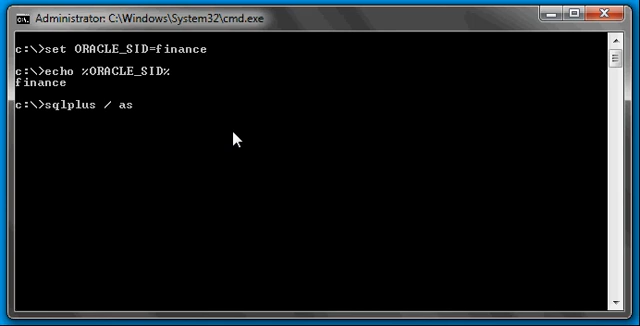 Administrator: C:\Windows\System32\cmd.exe
c:\>set ORACLE_SID=finance
c:\>echo %ORACLE_SID%
finance
c:\>sqlplus / as